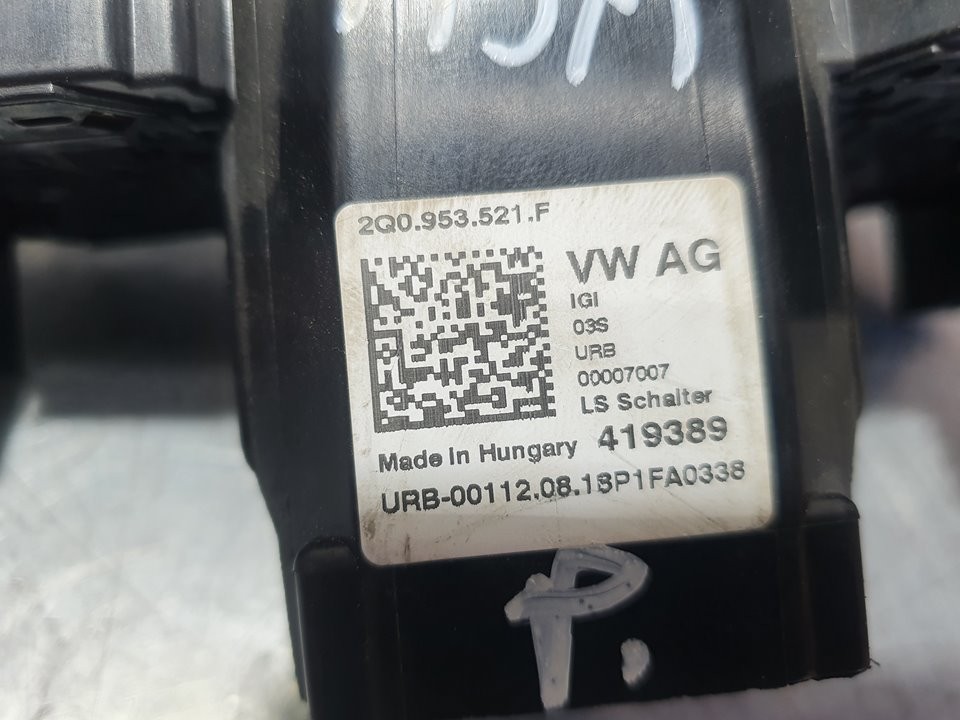 2Q0.953.521.F
VW AG
IGI
03S
URB
00007007
LS Schalter
Made In Hungary 419389
URB-00112.08.18P1FA0338
P.